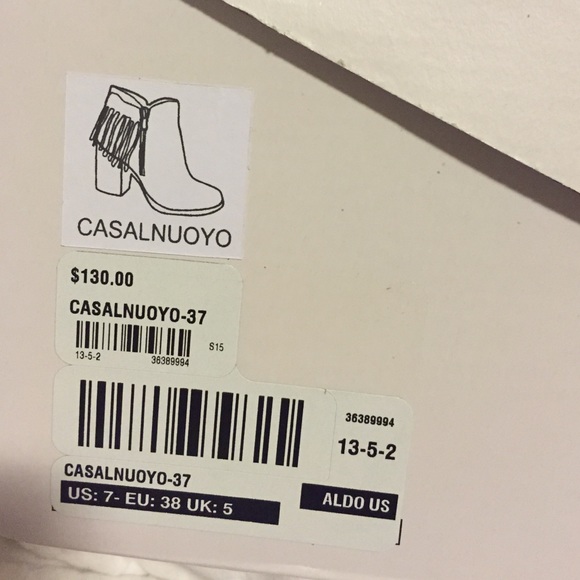 CASALNUOYO
$130.00
CASALNUOYO-37
S15
13-5-2 36389994
36389994
13-5-2
CASALNUOYO-37
US: 7- EU: 38 UK: 5
ALDO US